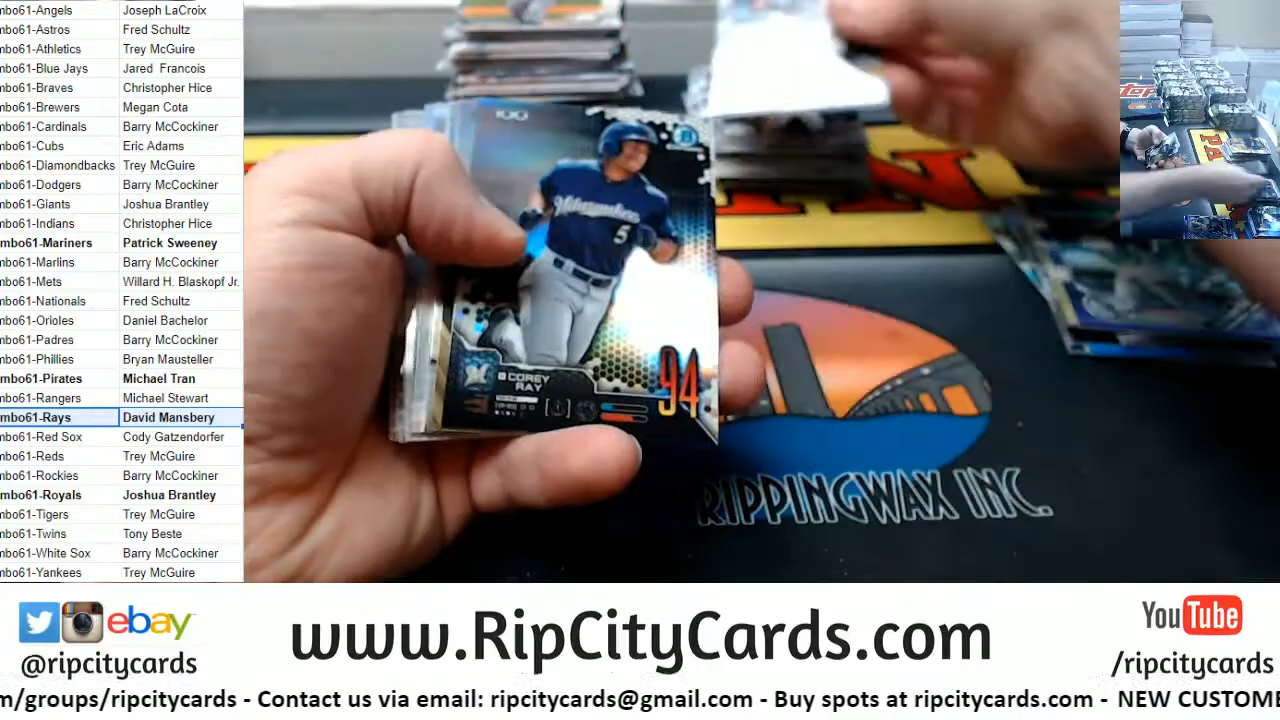 mbo61-Angels Joseph LaCroix
mbo61-Astros Fred Schultz
mbo61-Athletics Trey McGuire
mbo61-Blue Jays Jared Francois
mbo61-Braves Christopher Hice
mbo61-Brewers Megan Cota
mbo61-Cardinals Barry McCockiner
mbo61-Cubs Eric Adams
mbo61-Diamondbacks Trey McGuire
mbo61-Dodgers Barry McCockiner
mbo61-Giants Joshua Brantley
mbo61-Indians Christopher Hice
mbo61-Mariners Patrick Sweeney
mbo61-Marlins Barry McCockiner
mbo61-Mets Willard H. Blaskopf Jr.
mbo61-Nationals Fred Schultz
mbo61-Orioles Daniel Bachelor
mbo61-Padres Barry McCockiner
mbo61-Phillies Bryan Mausteller
mbo61-Pirates Michael Tran
mbo61-Rangers Michael Stewart
mbo61-Rays David Mansbery
mbo61-Red Sox Cody Gatzendorfer
mbo61-Reds Trey McGuire
mbo61-Rockies Barry McCockiner
mbo61-Royals Joshua Brantley
mbo61-Tigers Trey McGuire
mbo61-Twins Tony Beste
mbo61-White Sox Barry McCockiner
mbo61-Yankees Trey McGuire
5
94
COREY
RAY
RIPPINGWAX INC.
ebay
@ripcitycards
www.RipCityCards.com
YouTube
/ripcitycards
m/groups/ripcitycards - Contact us via email: ripcitycards@gmail.com - Buy spots at ripcitycards.com - NEW CUSTOME